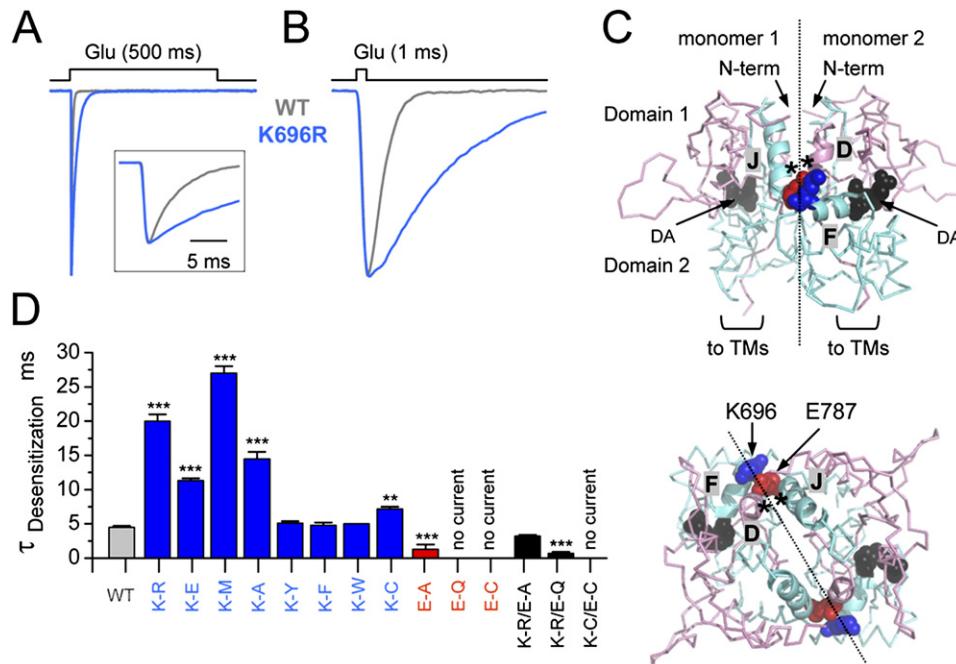 A
Glu (500 ms)
B
Glu (1 ms)
WT
K696R
5 ms
C
monomer 1
monomer 2
N-term
N-term
Domain 1
J
D
* *
F
DA
DA
Domain 2
to TMs
to TMs
D
τ Desensitization ms
30
25
20
15
10
5
0
***
***
***
***
**
***
no current
no current
***
no current
WT
K-R
K-E
K-M
K-A
K-Y
K-F
K-W
K-C
E-A
E-Q
E-C
K-R/E-A
K-R/E-Q
K-C/E-C
K696
E787
F
J
D
* *